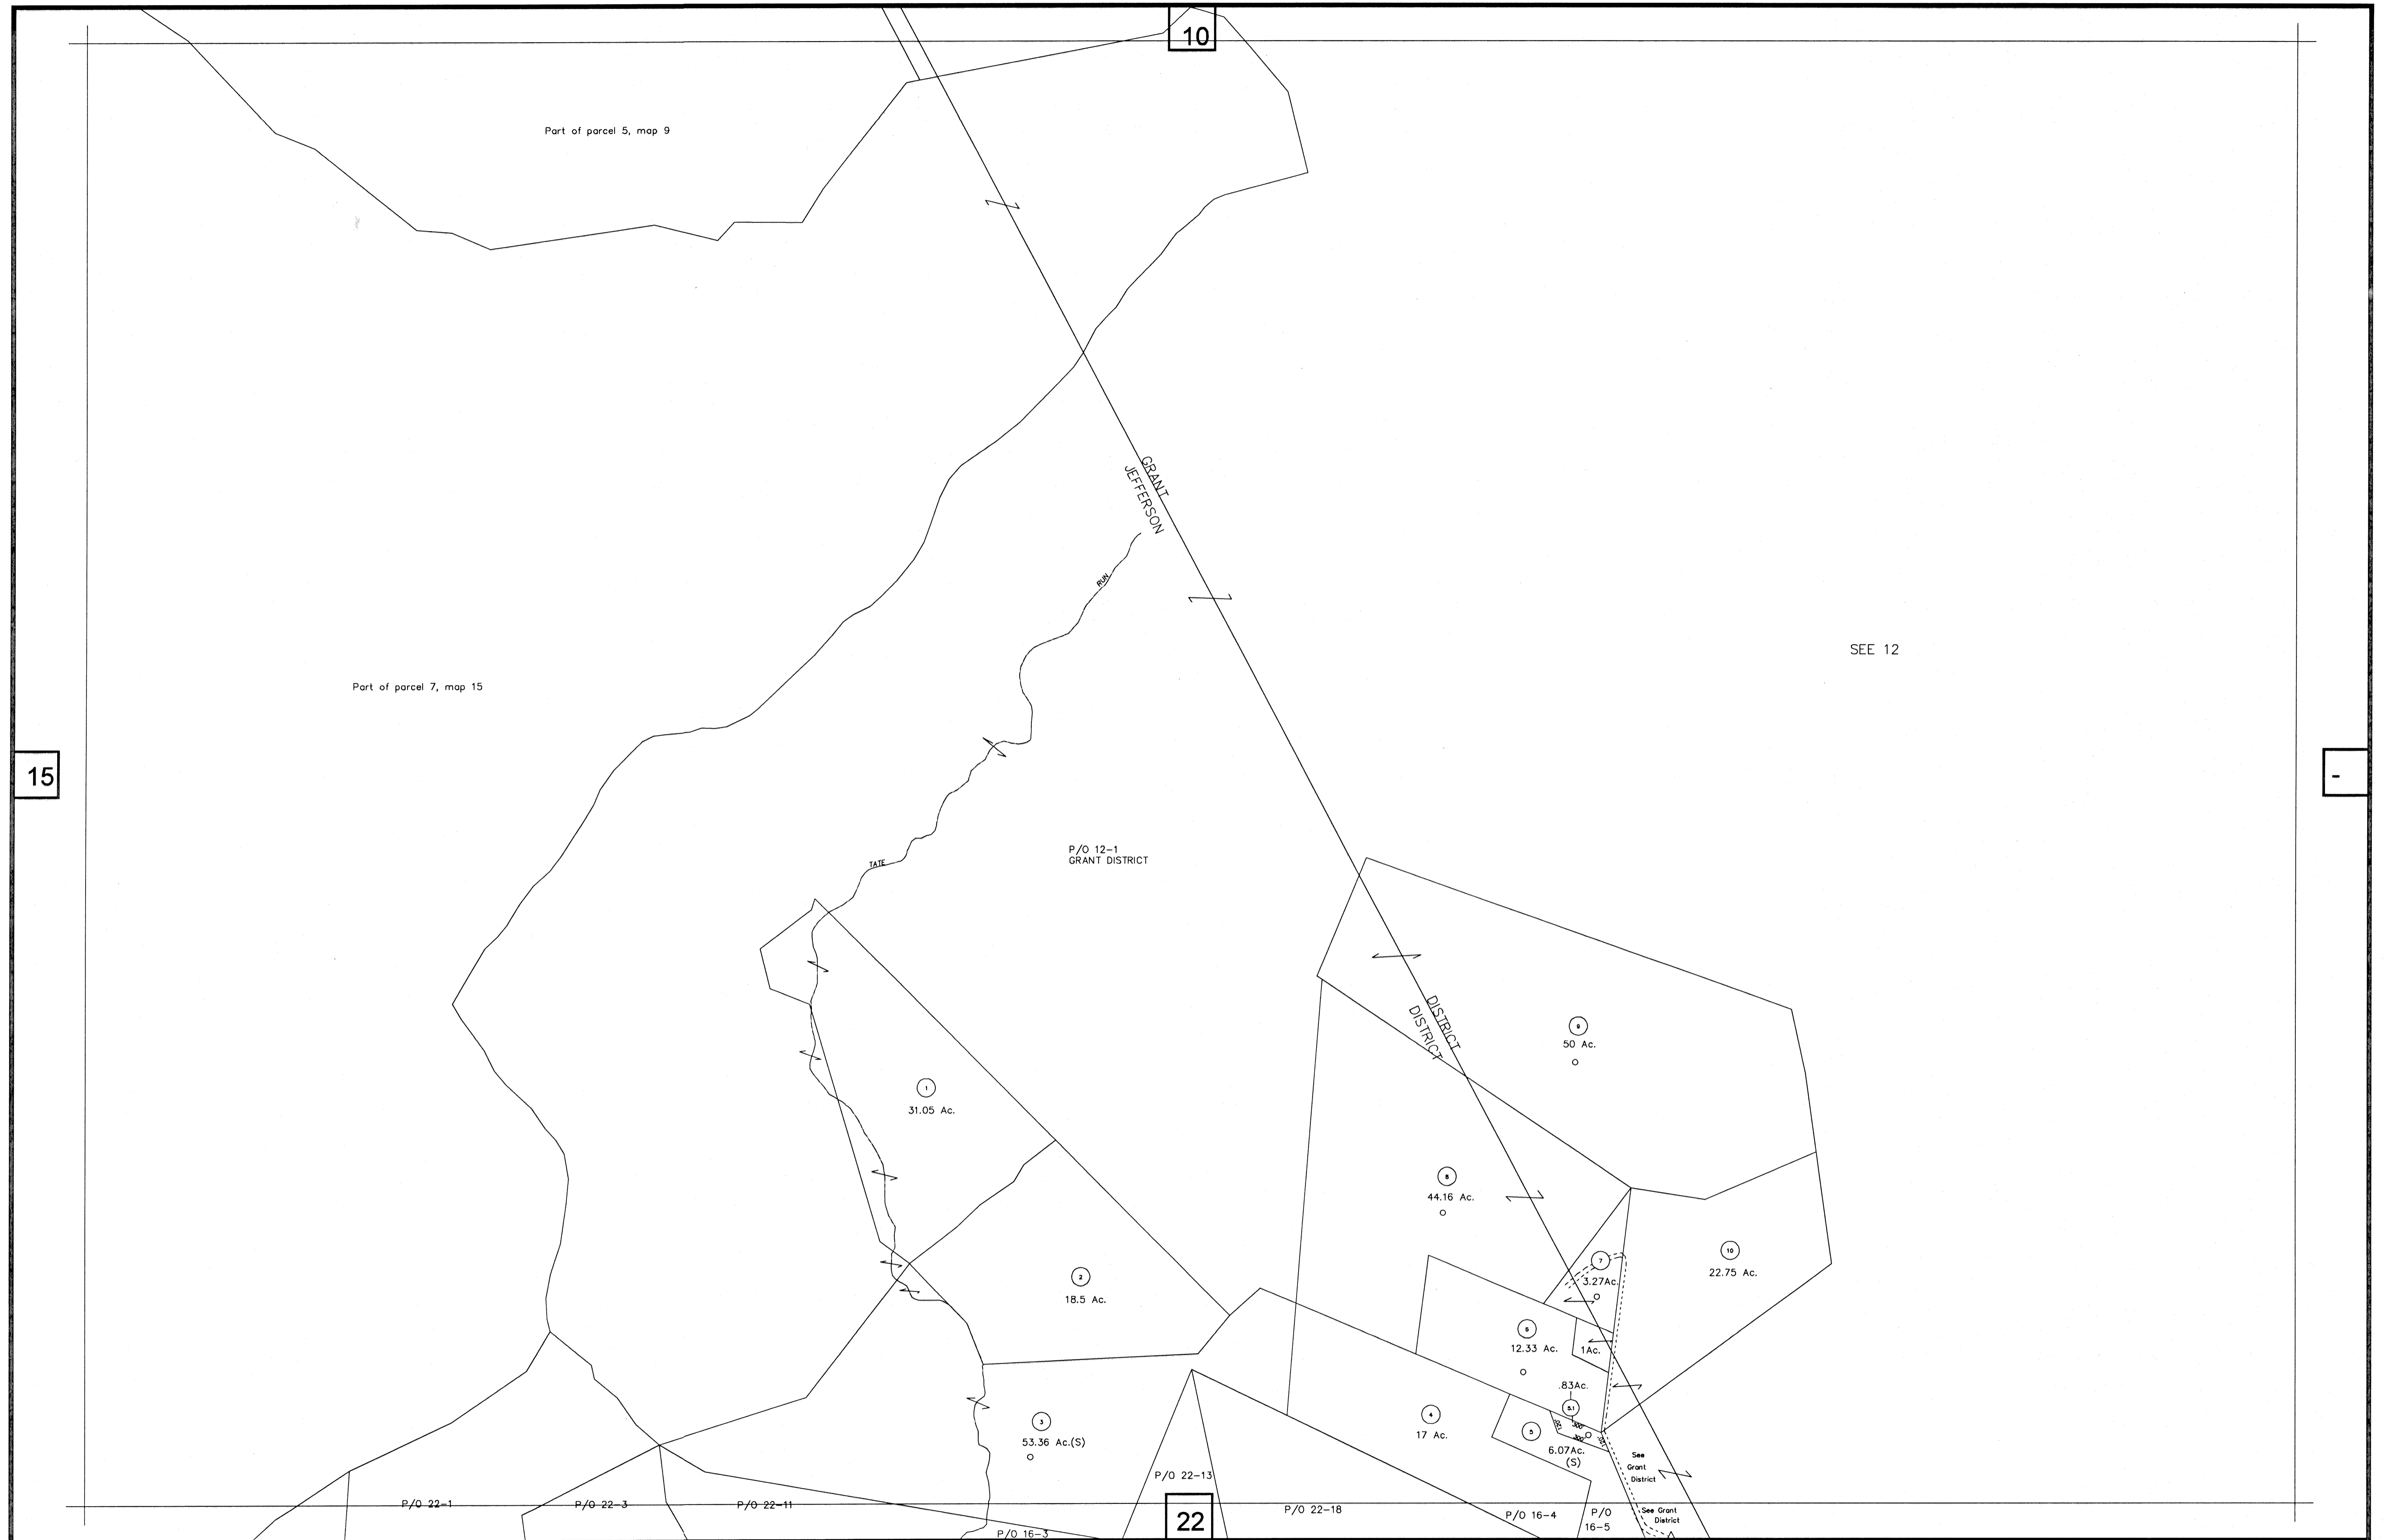 10
Part of parcel 5, map 9
GRANT
JEFFERSON
RUN
SEE 12
Part of parcel 7, map 15
15
-
P/O 12-1
GRANT DISTRICT
TATE
DISTRICT
DISTRICT
9
50 Ac.
1
31.05 Ac.
8
44.16 Ac.
10
22.75 Ac.
7
3.27Ac.
2
18.5 Ac.
6
12.33 Ac.
1Ac.
.83Ac.
5.1
300'
300'
3
53.36 Ac.(S)
4
17 Ac.
5
6.07Ac.
(S)
See
Grant
District
P/O 22-13
P/O 22-1
P/O 22-3
P/O 22-11
P/O 16-3
22
P/O 22-18
P/O 16-4
P/O
16-5
See Grant
District